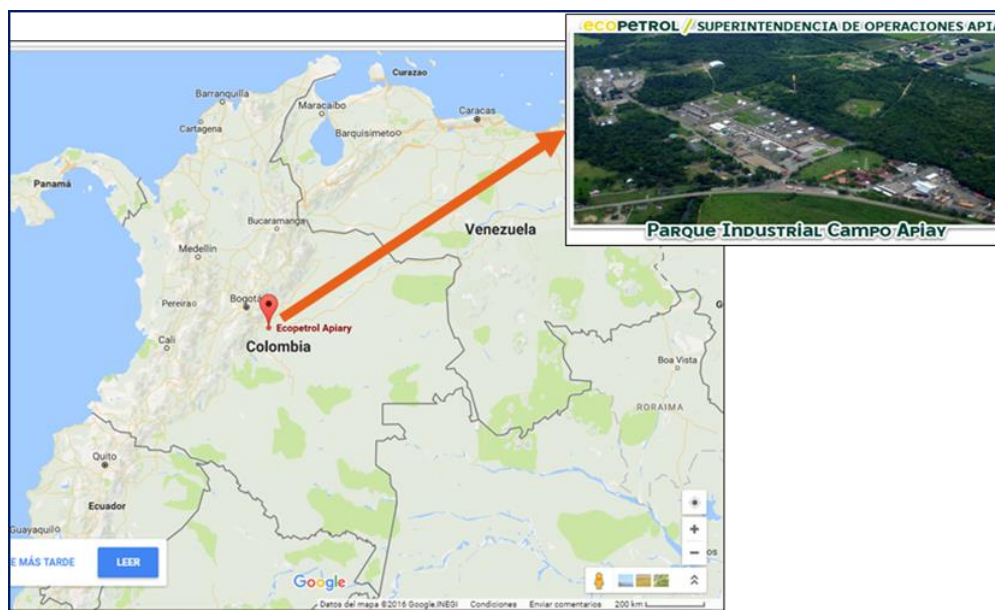 ecopetrol // SUPERINTENDENCIA DE OPERACIONES APIA
Parque Industrial Campo Apiay
Curazao
Barranquilla
Maracaibo
Caracas
Cartagena
Barquisimeto
Panamá
Bucaramanga
Venezuela
Medellín
Pereira
Bogotá
Ecopetrol Apiary
Colombia
Cali
Boa Vista
RORAIMA
Quito
Ecuador
Guayaquil
E MÁS TARDE
LEER
Google
Datos del mapa ©2016 Google, INEGI Condiciones Enviar comentarios 200 km